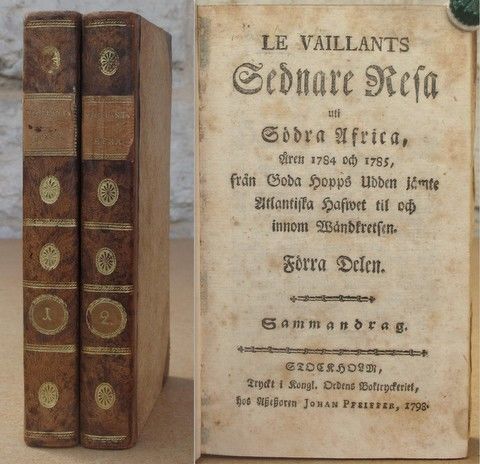 1.
2.
LE VAILLANTS
Sednare Resa
uti
Södra Africa,
Åren 1784 och 1785,
från Goda Hopps Udden jämte
Atlantiska Hafwet til och
innom Wändkretsen.
Förra Delen.
Sammandrag.
STOCKHOLM,
Tryckt i Kongl. Ordens Boktryckeriet,
hos Aßeßoren JOHAN PFEIFFER, 1798.